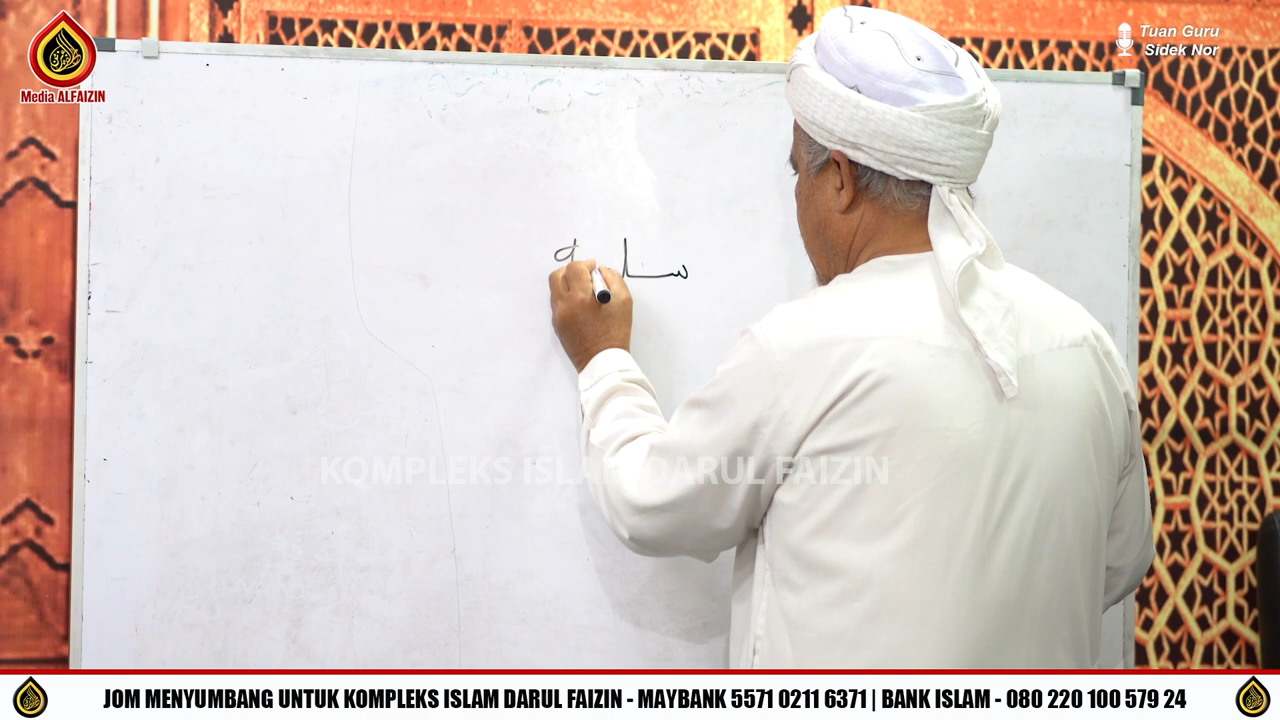 Media ALFAIZIN
Tuan Guru
Sidek Nor
KOMPLEKS ISLAM DARUL FAIZIN
JOM MENYUMBANG UNTUK KOMPLEKS ISLAM DARUL FAIZIN - MAYBANK 5571 0211 6371 | BANK ISLAM - 080 220 100 579 24